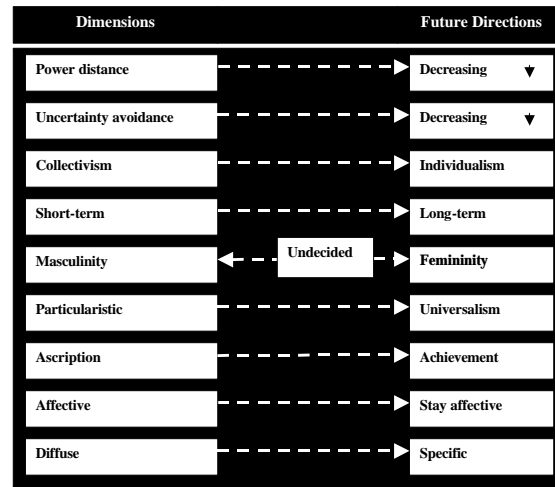 Dimensions Future Directions
Power distance Decreasing
Uncertainty avoidance Decreasing
Collectivism Individualism
Short-term Long-term
Masculinity Undecided Femininity
Particularistic Universalism
Ascription Achievement
Affective Stay affective
Diffuse Specific